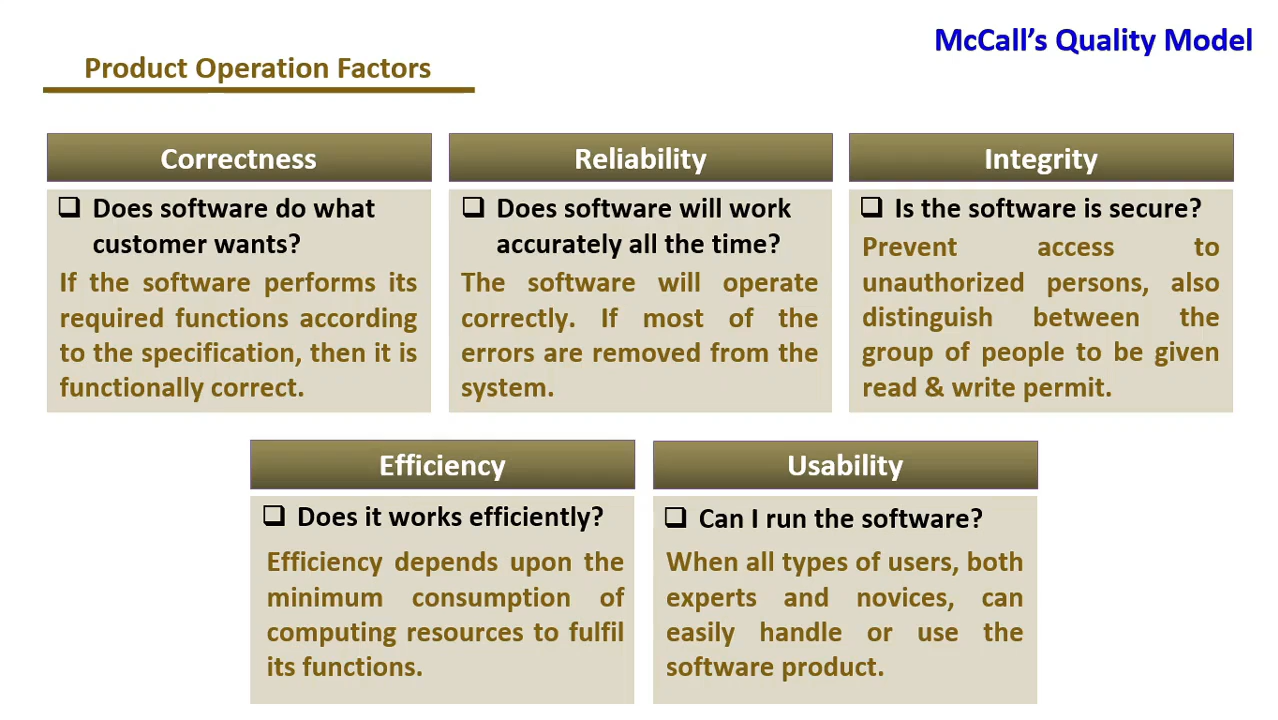 McCall’s Quality Model
Product Operation Factors
Correctness
❑ Does software do what
customer wants?
If the software performs its
required functions according
to the specification, then it is
functionally correct.
Reliability
❑ Does software will work
accurately all the time?
The software will operate
correctly. If most of the
errors are removed from the
system.
Integrity
❑ Is the software is secure?
Prevent access to
unauthorized persons, also
distinguish between the
group of people to be given
read & write permit.
Efficiency
❑ Does it works efficiently?
Efficiency depends upon the
minimum consumption of
computing resources to fulfil
its functions.
Usability
❑ Can I run the software?
When all types of users, both
experts and novices, can
easily handle or use the
software product.